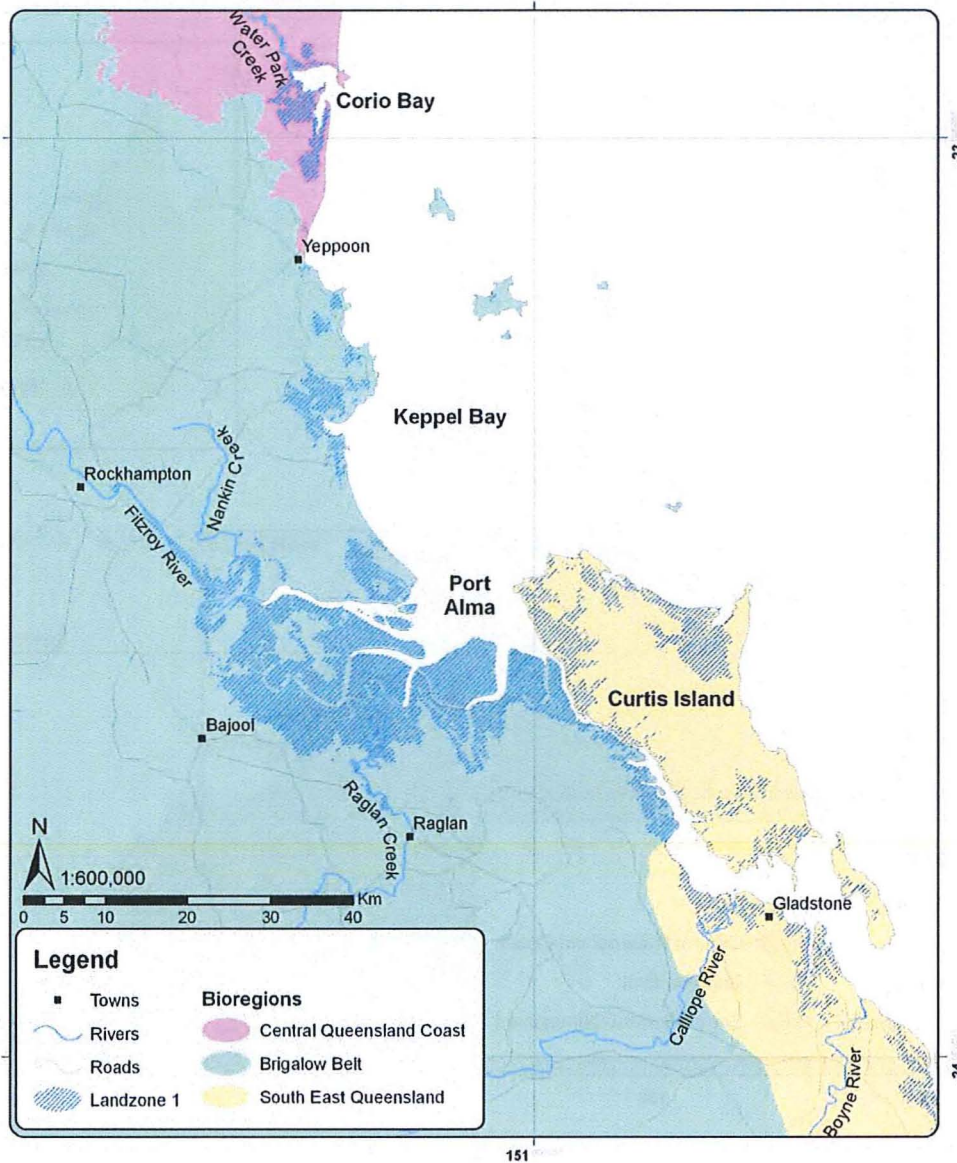 Water Park
Creek
Corio Bay
23
Yeppoon
Keppel Bay
Rockhampton
Nankin Creek
Fitzroy River
Port
Alma
Curtis Island
Bajool
Raglan Creek
Raglan
N
1:600,000
Km
0 5 10 20 30 40
Gladstone
Calliope River
Boyne River
24
151
Legend
Towns
Rivers
Roads
Landzone 1
Bioregions
Central Queensland Coast
Brigalow Belt
South East Queensland